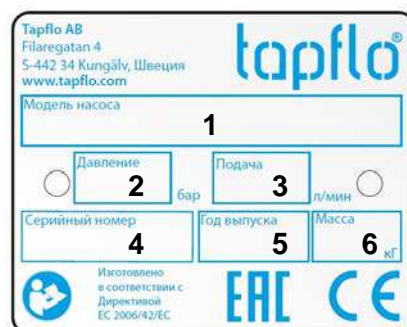 Tapflo AB
Filaregatan 4
S-442 34 Kungälv, Швеция
www.tapflo.com
tapflo®
Модель насоса
1
Давление
2
бар
Подача
3
л/мин
Серийный номер
4
Год выпуска
5
Масса
6
кг
Изготовлено
в соответствии с
Директивой
ЕС 2006/42/ЕС
EAC
CE